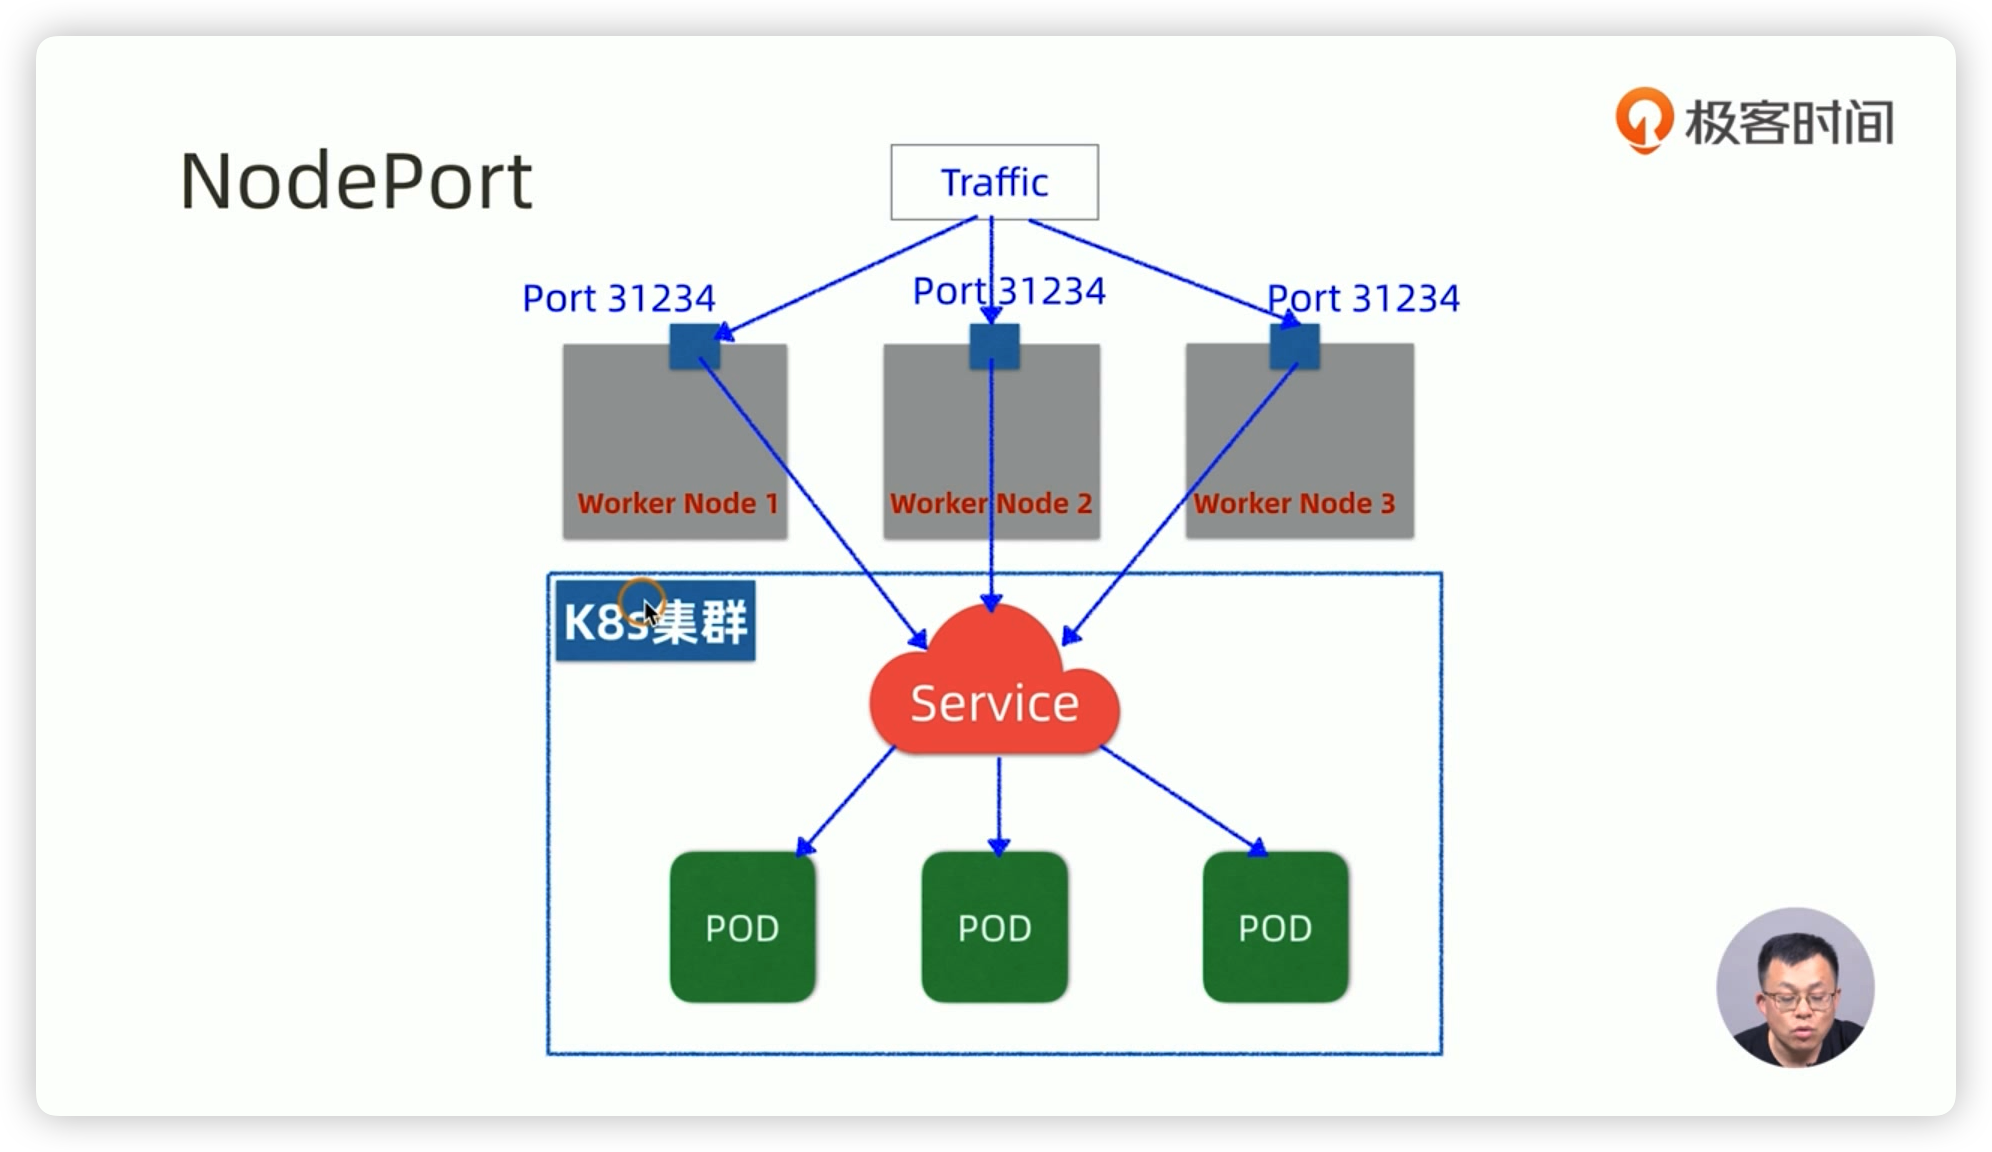 极客时间
NodePort
Traffic
Port 31234
Port 31234
Port 31234
Worker Node 1
Worker Node 2
Worker Node 3
K8s集群
Service
POD
POD
POD